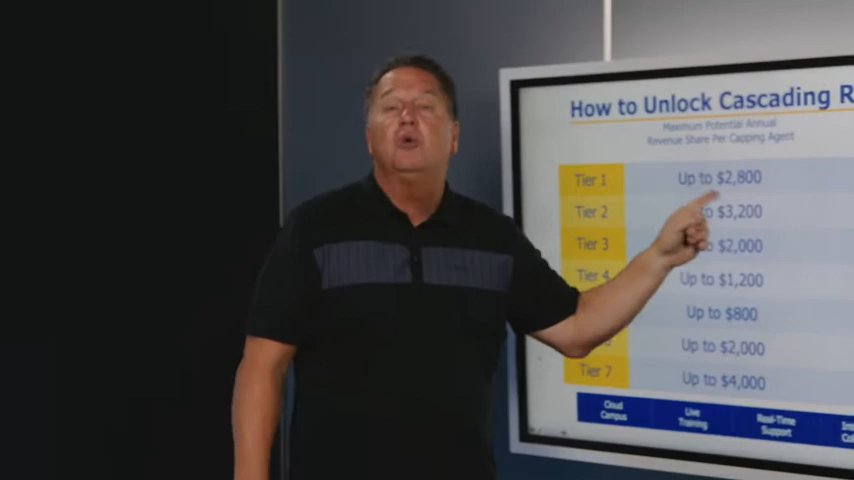 How to Unlock Cascading R
Maximum Potential Annual
Revenue Share Per Capping Agent
Tier 1 Up to $2,800
Tier 2 to $3,200
Tier 3 to $2,000
Tier 4 Up to $1,200
Up to $800
Up to $2,000
Tier 7 Up to $4,000
Cloud Campus
Live Training
Real-Time Support